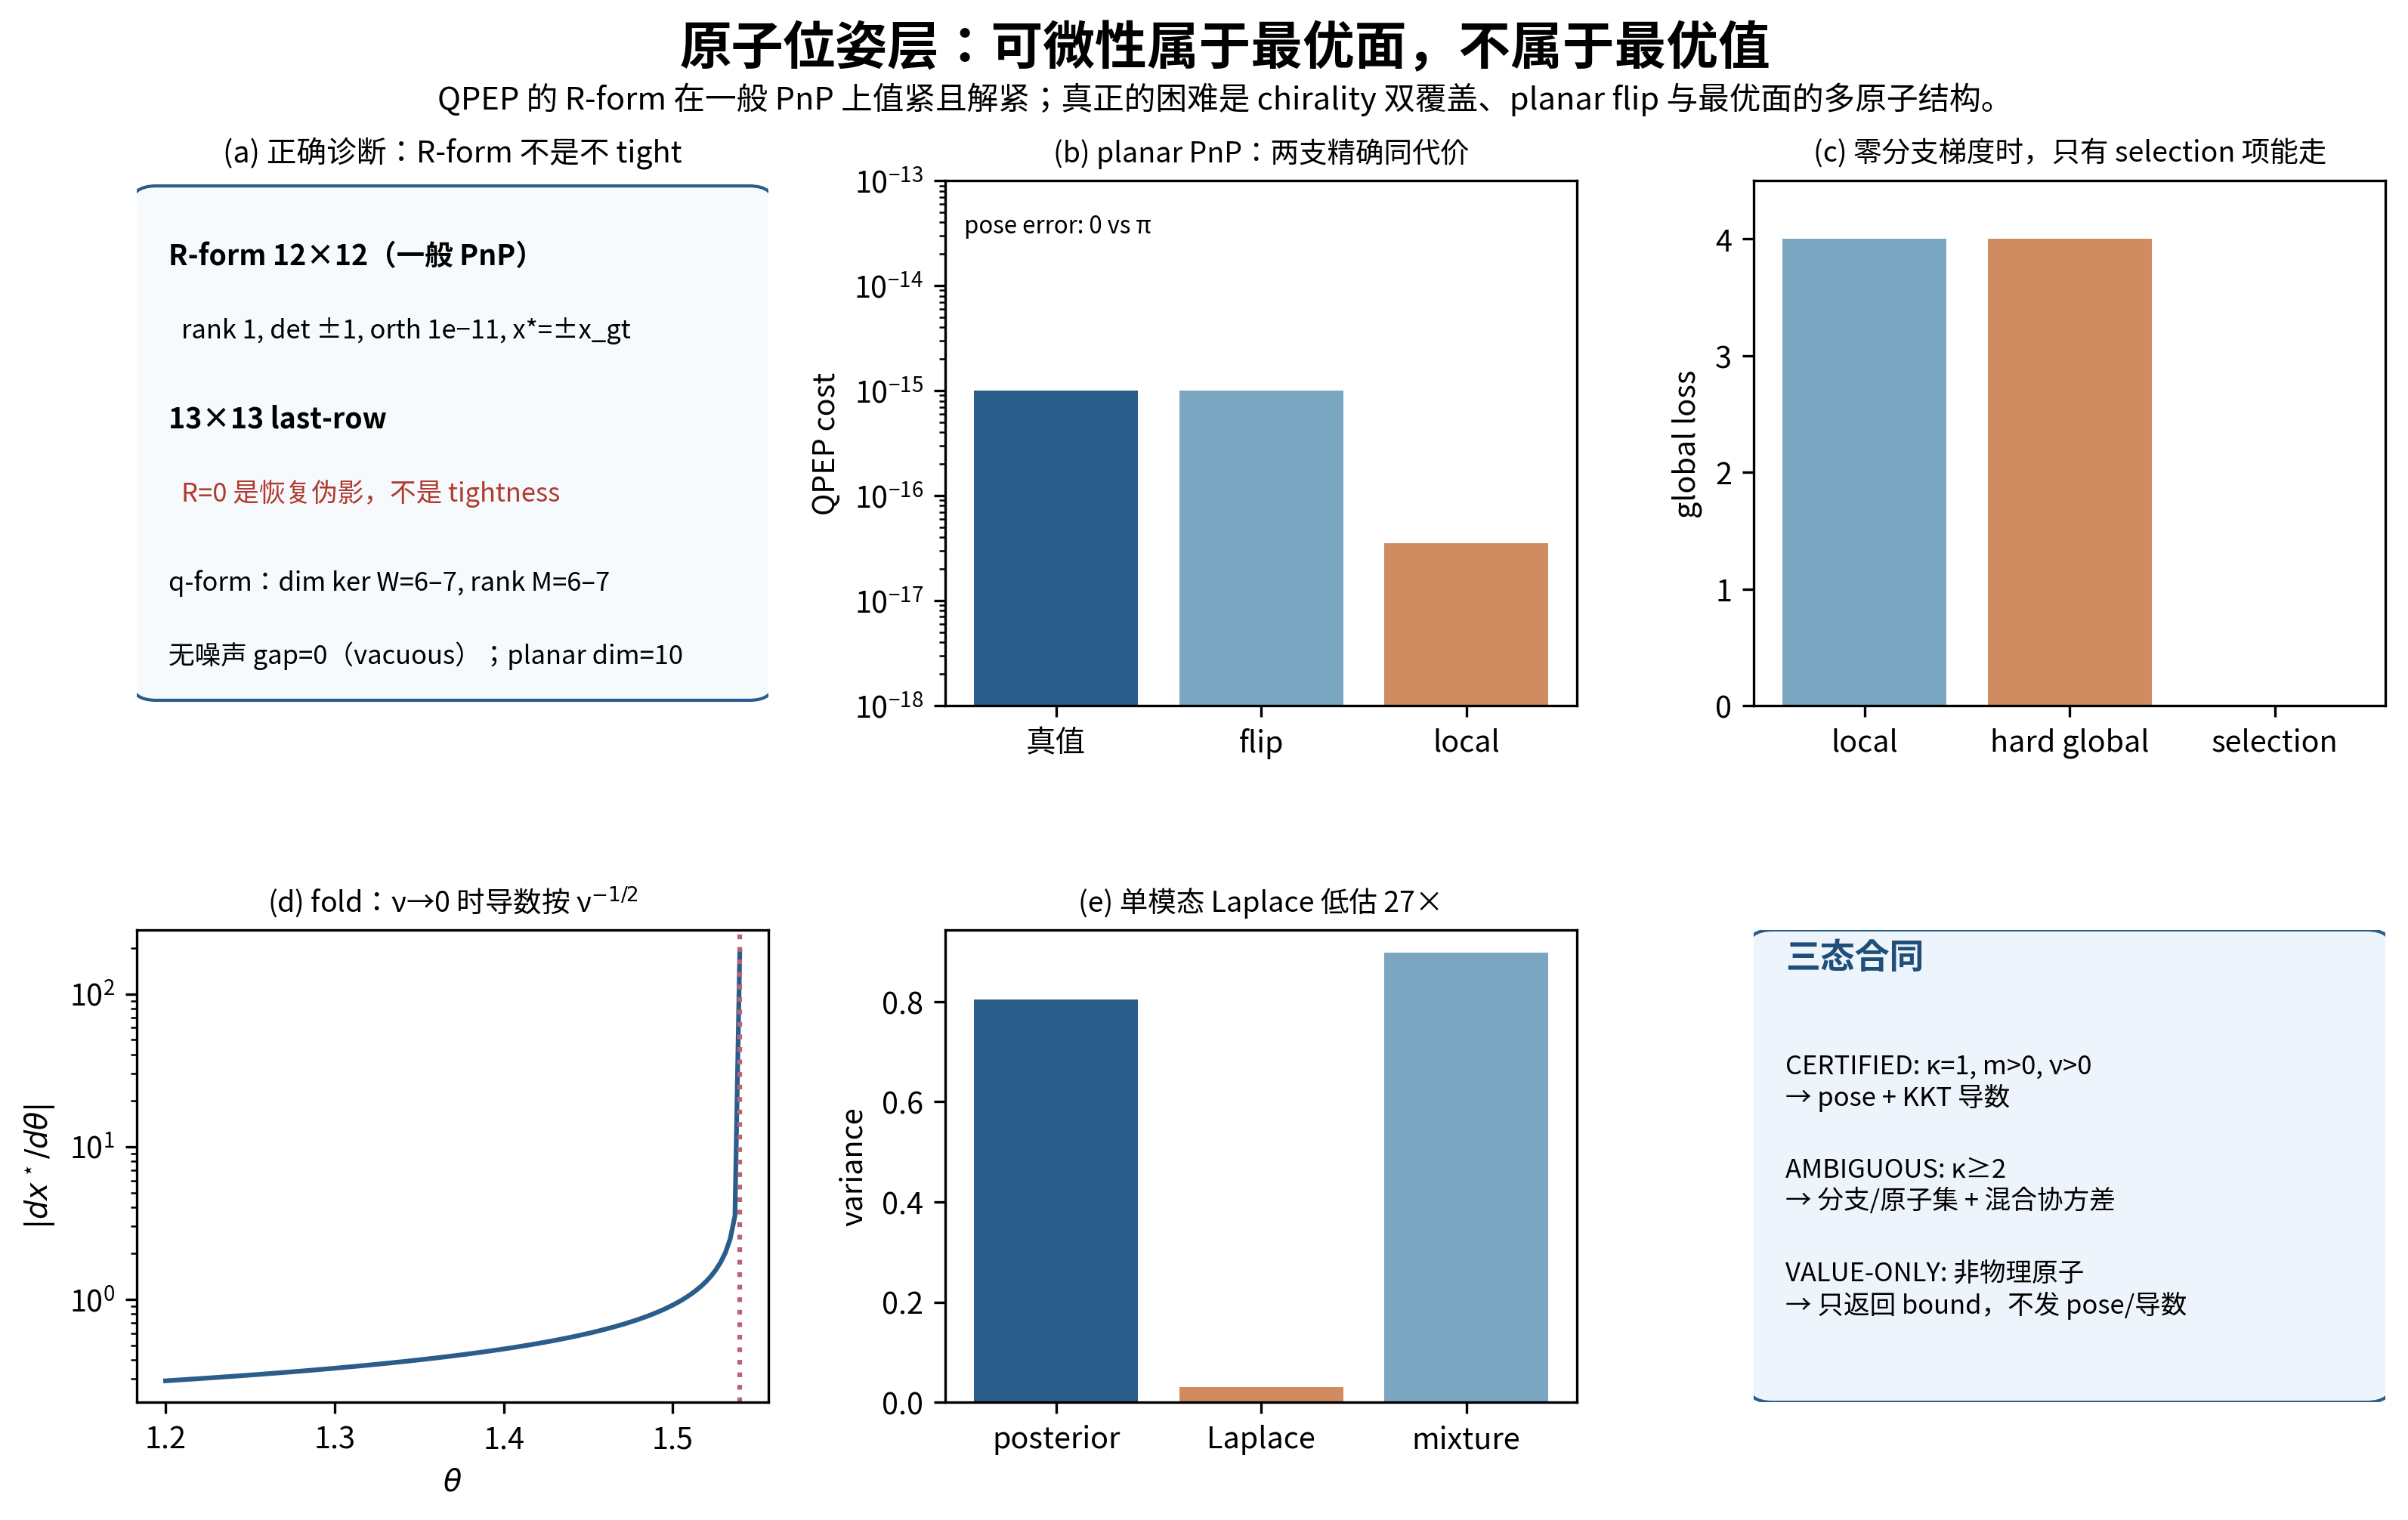 原子位姿层：可微性属于最优面，不属于最优值
QPEP 的 R-form 在一般 PnP 上值紧且解紧；真正的困难是 chirality 双覆盖、planar flip 与最优面的多原子结构。
(a) 正确诊断：R-form 不是不 tight
R-form 12×12（一般 PnP）
rank 1, det ±1, orth 1e−11, x*=±x_gt
13×13 last-row
R=0 是恢复伪影，不是 tightness
q-form：dim ker W=6–7, rank M=6–7
无噪声 gap=0（vacuous）；planar dim=10
(b) planar PnP：两支精确同代价
pose error: 0 vs π
QPEP cost
10⁻¹³
10⁻¹⁴
10⁻¹⁵
10⁻¹⁶
10⁻¹⁷
10⁻¹⁸
真值
flip
local
(c) 零分支梯度时，只有 selection 项能走
global loss
4
3
2
1
0
local
hard global
selection
(d) fold：ν→0 时导数按 ν⁻¹/²
|dx⋆/dθ|
10²
10¹
10⁰
1.2
1.3
1.4
1.5
θ
(e) 单模态 Laplace 低估 27×
variance
0.8
0.6
0.4
0.2
0.0
posterior
Laplace
mixture
三态合同
CERTIFIED: κ=1, m>0, ν>0
→ pose + KKT 导数
AMBIGUOUS: κ≥2
→ 分支/原子集 + 混合协方差
VALUE-ONLY: 非物理原子
→ 只返回 bound，不发 pose/导数